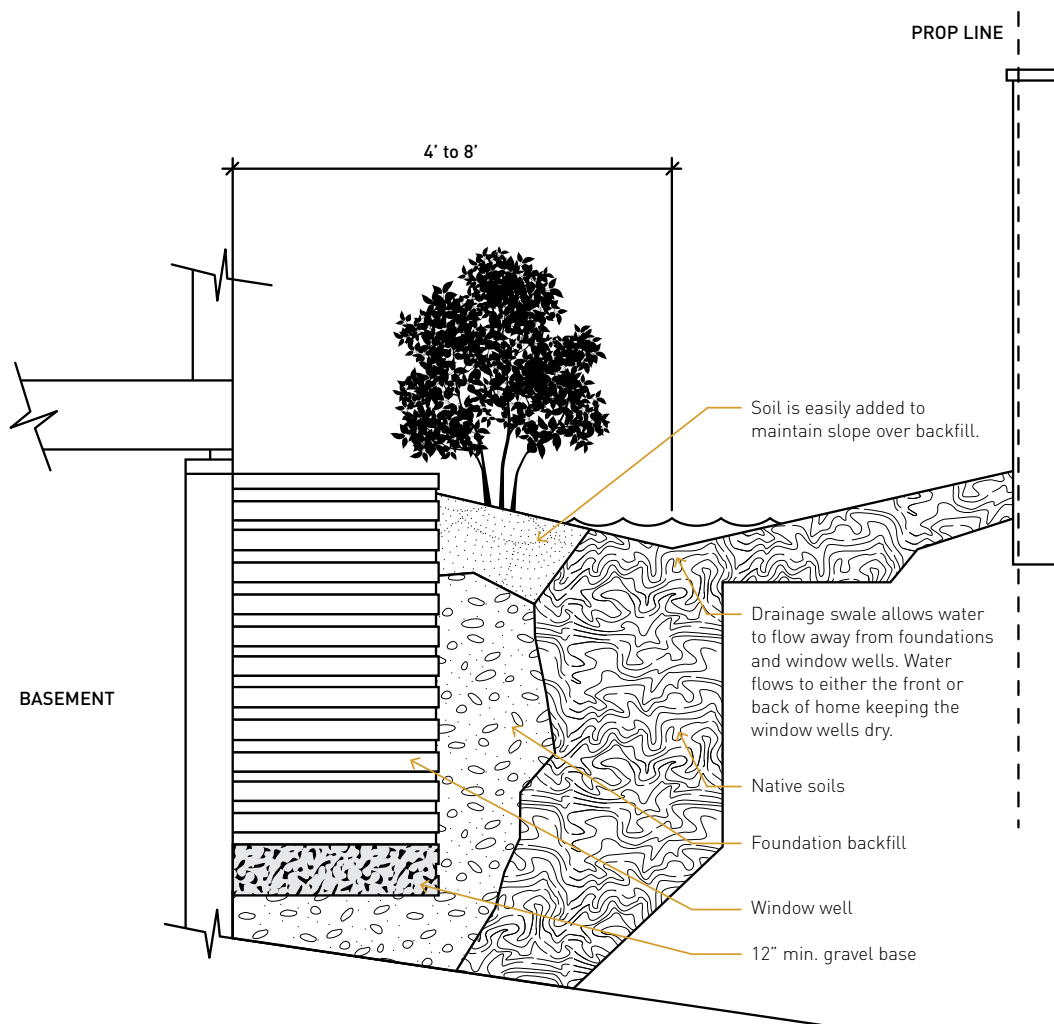 PROP LINE
4’ to 8’
Soil is easily added to
maintain slope over backfill.
Drainage swale allows water
to flow away from foundations
and window wells. Water
flows to either the front or
back of home keeping the
window wells dry.
BASEMENT
Native soils
Foundation backfill
Window well
12” min. gravel base